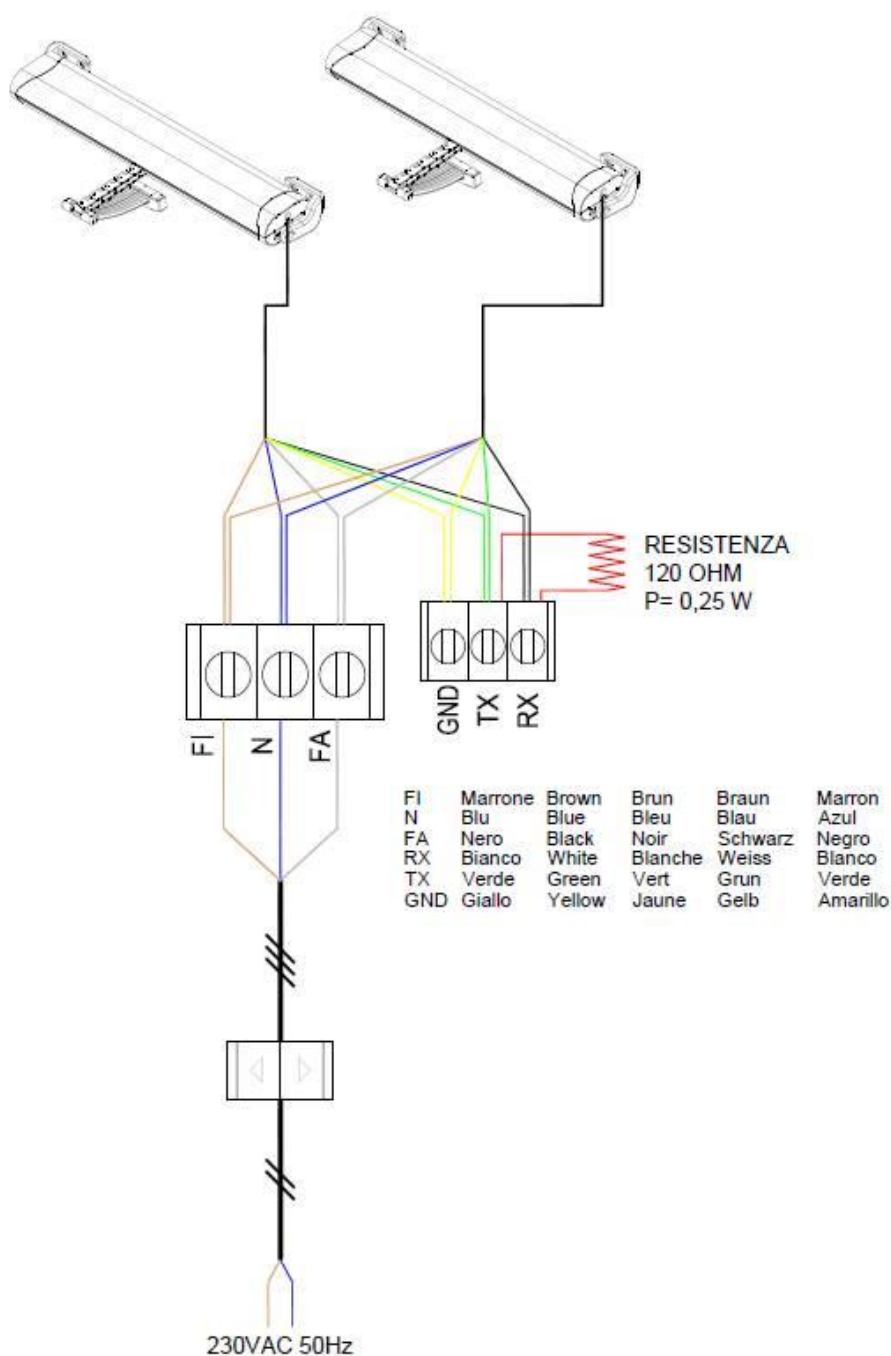 RESISTENZA
120 OHM
P= 0,25 W
GND TX RX
FI N FA
FI Marrone Brown Brun Braun Marron
N Blu Blue Bleu Blau Azul
FA Nero Black Noir Schwarz Negro
RX Bianco White Blanche Weiss Blanco
TX Verde Green Vert Grun Verde
GND Giallo Yellow Jaune Gelb Amarillo
230VAC 50Hz